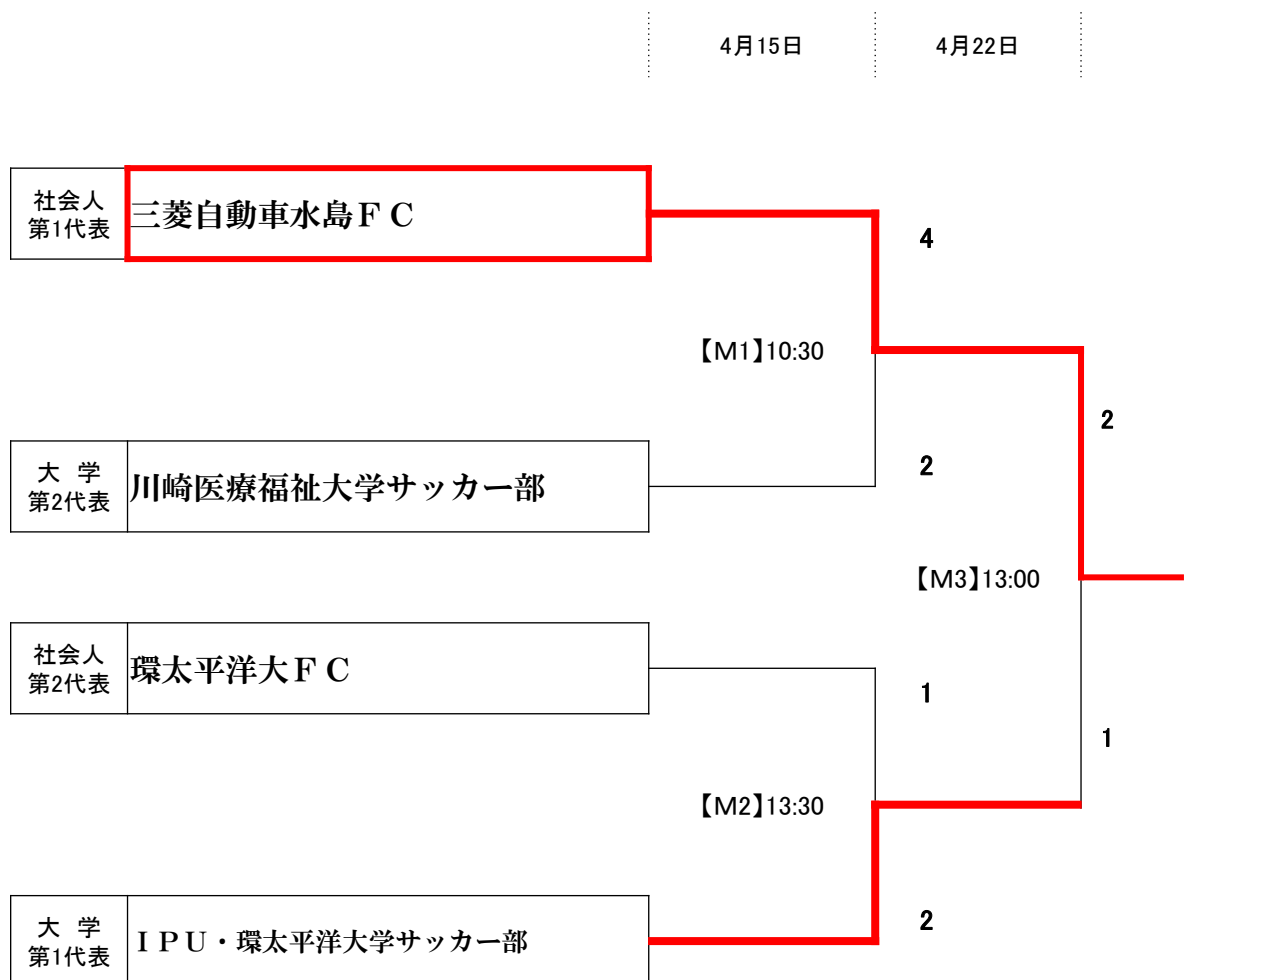 4月15日
4月22日
社会人
第1代表
三菱自動車水島ＦＣ
4
【M1】10:30
2
大　学
第2代表
川崎医療福祉大学サッカー部
2
【M3】13:00
社会人
第2代表
環太平洋大ＦＣ
1
1
【M2】13:30
大　学
第1代表
ＩＰＵ・環太平洋大学サッカー部
2